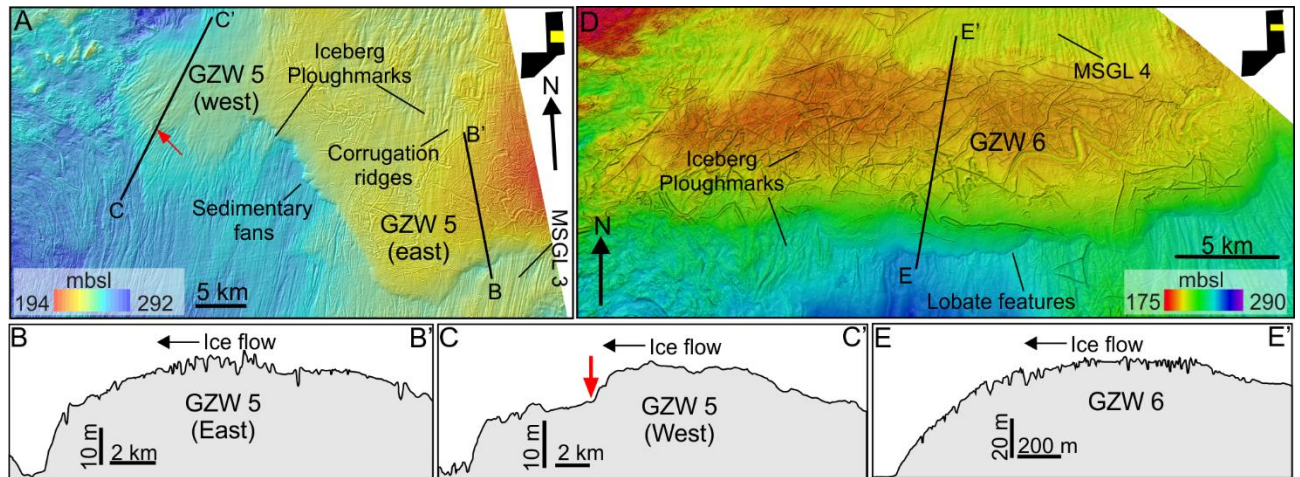 A
C'
GZW 5
(west)
Iceberg
Ploughmarks
N
B'
Corrugation
ridges
C
Sedimentary
fans
GZW 5
(east)
MSGL 3
B
mbsl
194 292
5 km
D
E'
MSGL 4
GZW 6
Iceberg
Ploughmarks
N
5 km
E
mbsl
175 290
Lobate features
B Ice flow B'
GZW 5
(East)
10 m
2 km
C Ice flow C'
GZW 5
(West)
10 m
2 km
E Ice flow E'
GZW 6
20 m
200 m